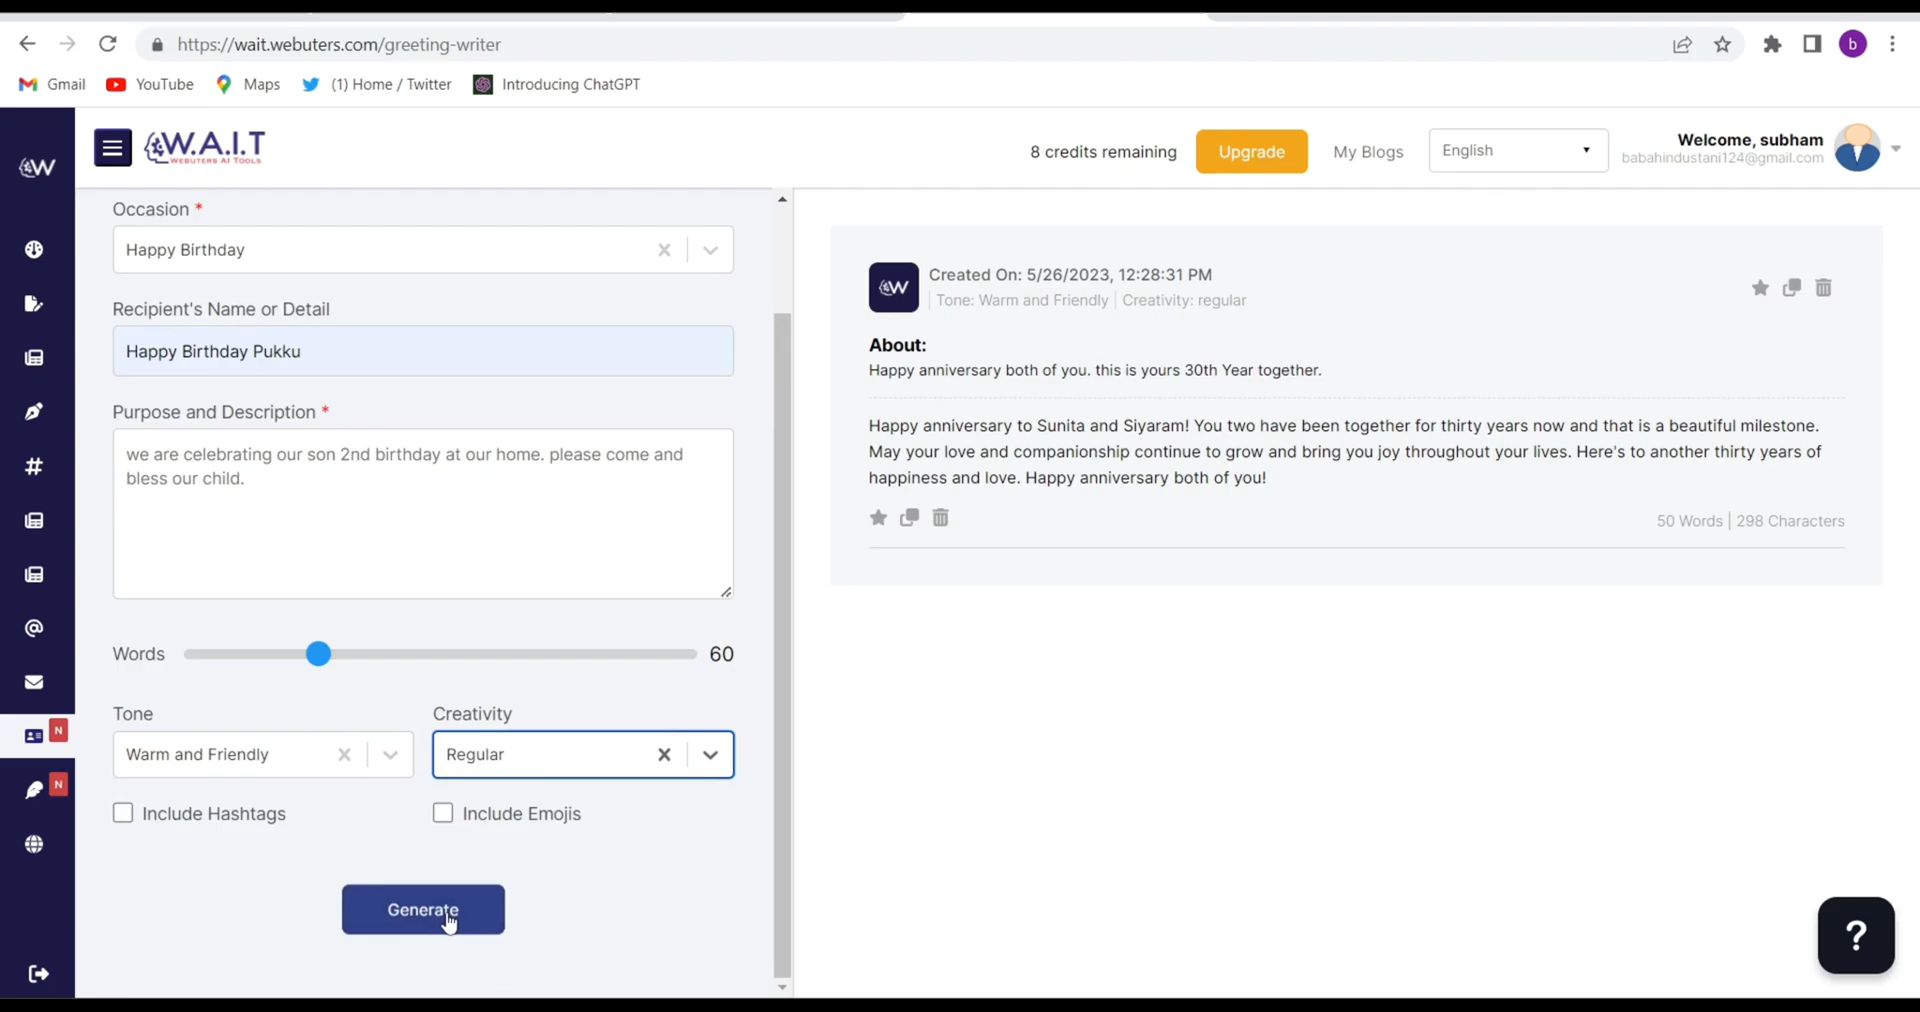 https://wait.webuters.com/greeting-writer
b
Gmail
YouTube
Maps
(1) Home / Twitter
Introducing ChatGPT
W
W.A.I.T
WEBUTERS AI TOOLS
8 credits remaining
Upgrade
My Blogs
English
Welcome, subham
babahindustani124@gmail.com
Occasion *
Happy Birthday
Recipient's Name or Detail
Happy Birthday Pukku
Purpose and Description *
we are celebrating our son 2nd birthday at our home. please come and
bless our child.
Words
60
Tone
Creativity
Warm and Friendly
Regular
Include Hashtags
Include Emojis
Generate
N
N
W
Created On: 5/26/2023, 12:28:31 PM
Tone: Warm and Friendly | Creativity: regular
About:
Happy anniversary both of you. this is yours 30th Year together.
Happy anniversary to Sunita and Siyaram! You two have been together for thirty years now and that is a beautiful milestone.
May your love and companionship continue to grow and bring you joy throughout your lives. Here's to another thirty years of
happiness and love. Happy anniversary both of you!
50 Words | 298 Characters
?